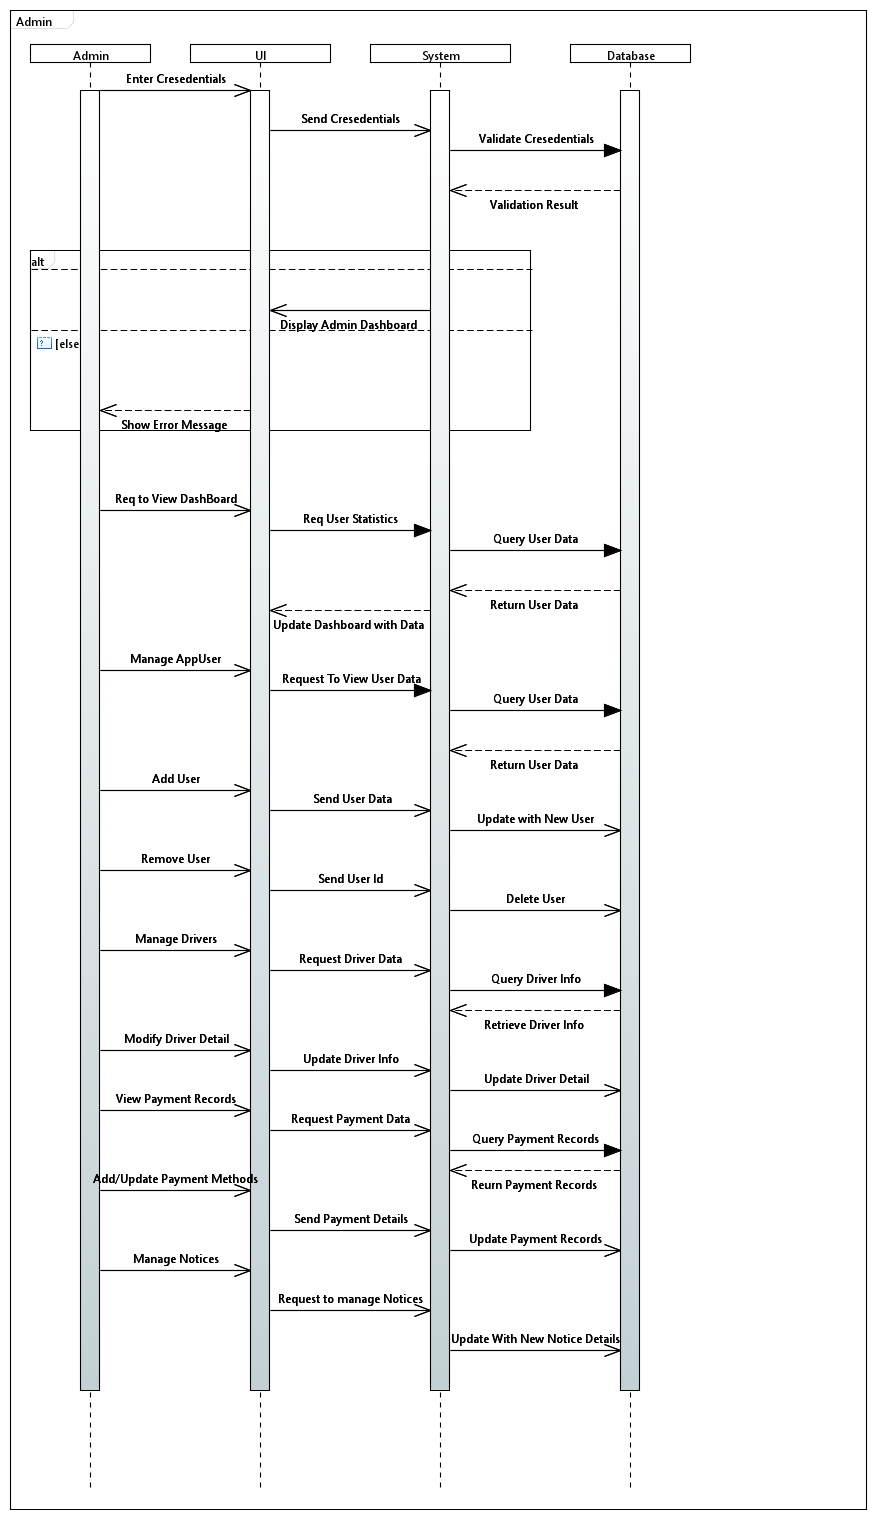 Admin
Admin
UI
System
Database
Enter Cresedentials
Send Cresedentials
Validate Cresedentials
Validation Result
alt
Display Admin Dashboard
? [else
Show Error Message
Req to View DashBoard
Req User Statistics
Query User Data
Return User Data
Update Dashboard with Data
Manage AppUser
Request To View User Data
Query User Data
Return User Data
Add User
Send User Data
Update with New User
Remove User
Send User Id
Delete User
Manage Drivers
Request Driver Data
Query Driver Info
Retrieve Driver Info
Modify Driver Detail
Update Driver Info
Update Driver Detail
View Payment Records
Request Payment Data
Query Payment Records
Reurn Payment Records
Add/Update Payment Methods
Send Payment Details
Update Payment Records
Manage Notices
Request to manage Notices
Update With New Notice Details